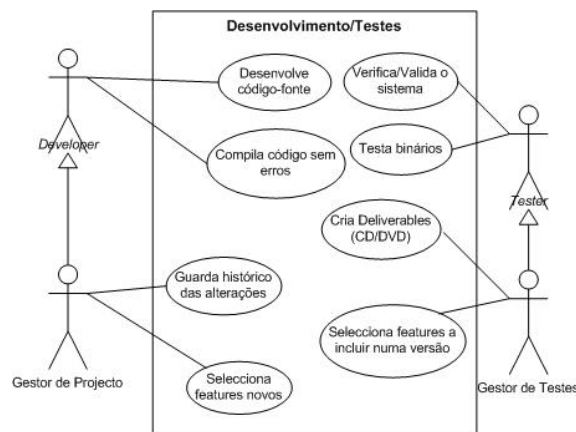 Desenvolvimento/Testes
Desenvolve
código-fonte
Verifica/Valida o
sistema
Developer
Compila código sem
erros
Testa binários
Tester
Cria Deliverables
(CD/DVD)
Guarda histórico
das alterações
Selecciona features a
incluir numa versão
Gestor de Projecto
Selecciona
features novos
Gestor de Testes